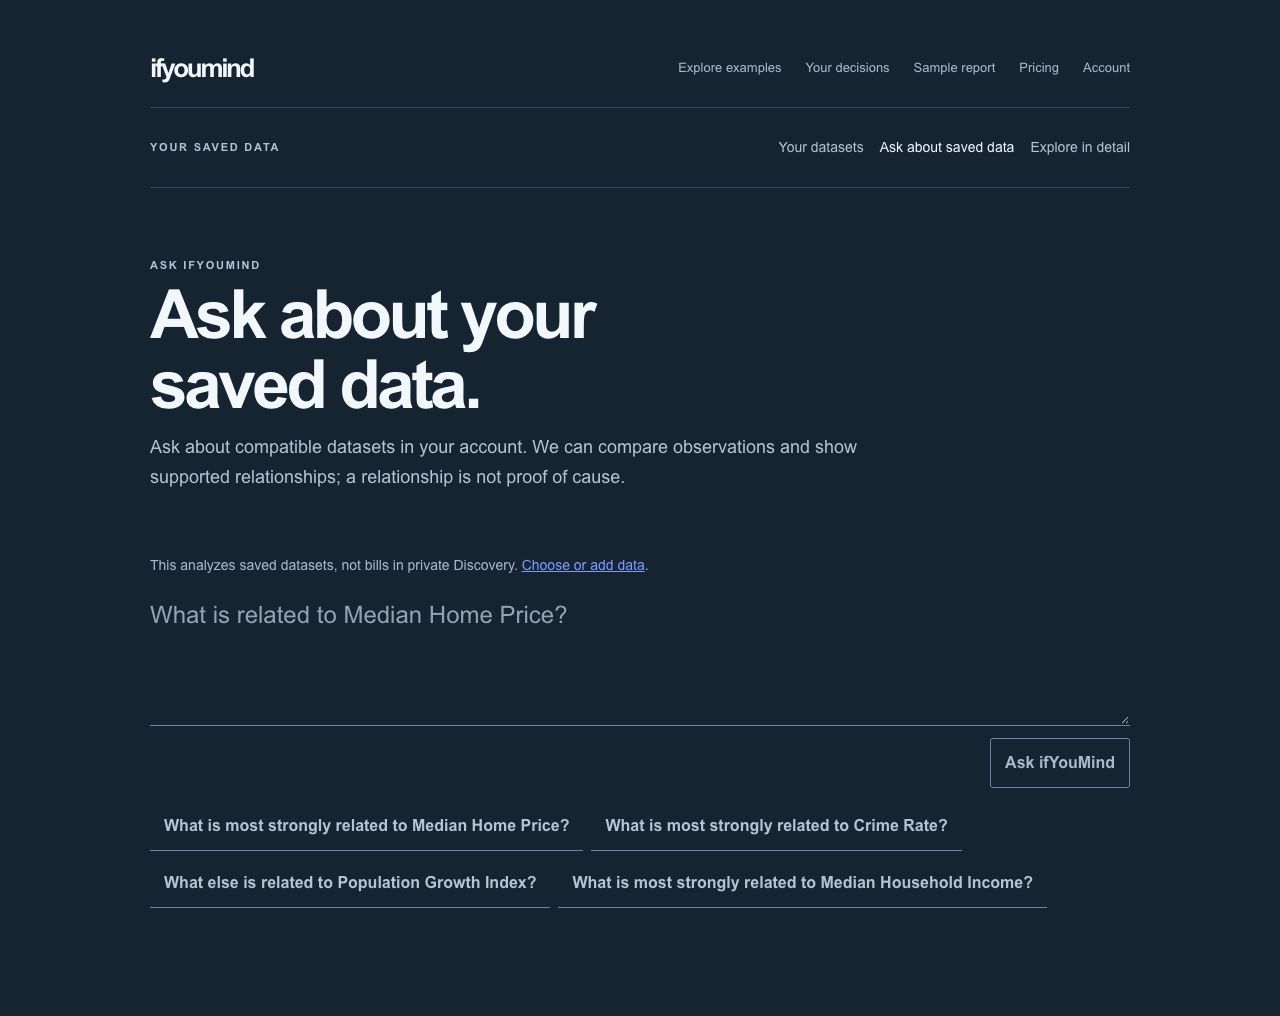 ifyoumind
Explore examples
Your decisions
Sample report
Pricing
Account
YOUR SAVED DATA
Your datasets
Ask about saved data
Explore in detail
ASK IFYOUMIND
Ask about your
saved data.
Ask about compatible datasets in your account. We can compare observations and show
supported relationships; a relationship is not proof of cause.
This analyzes saved datasets, not bills in private Discovery. Choose or add data.
What is related to Median Home Price?
Ask ifYouMind
What is most strongly related to Median Home Price?
What is most strongly related to Crime Rate?
What else is related to Population Growth Index?
What is most strongly related to Median Household Income?